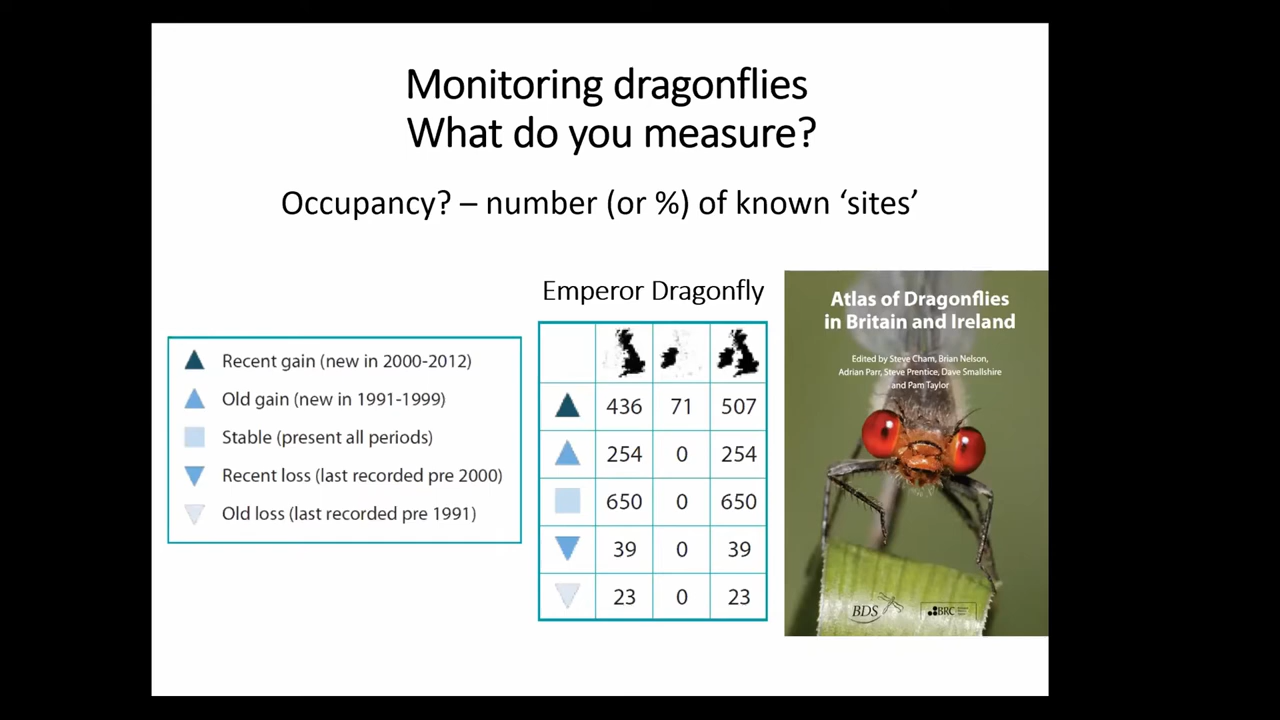 Monitoring dragonflies
What do you measure?
Occupancy? – number (or %) of known ‘sites’
Emperor Dragonfly
Recent gain (new in 2000-2012)
Old gain (new in 1991-1999)
Stable (present all periods)
Recent loss (last recorded pre 2000)
Old loss (last recorded pre 1991)
436 71 507
254 0 254
650 0 650
39 0 39
23 0 23
Atlas of Dragonflies
in Britain and Ireland
Edited by Steve Cham, Brian Nelson,
Adrian Parr, Steve Prentice, Dave Smallshire
and Pam Taylor
BDS
BRC